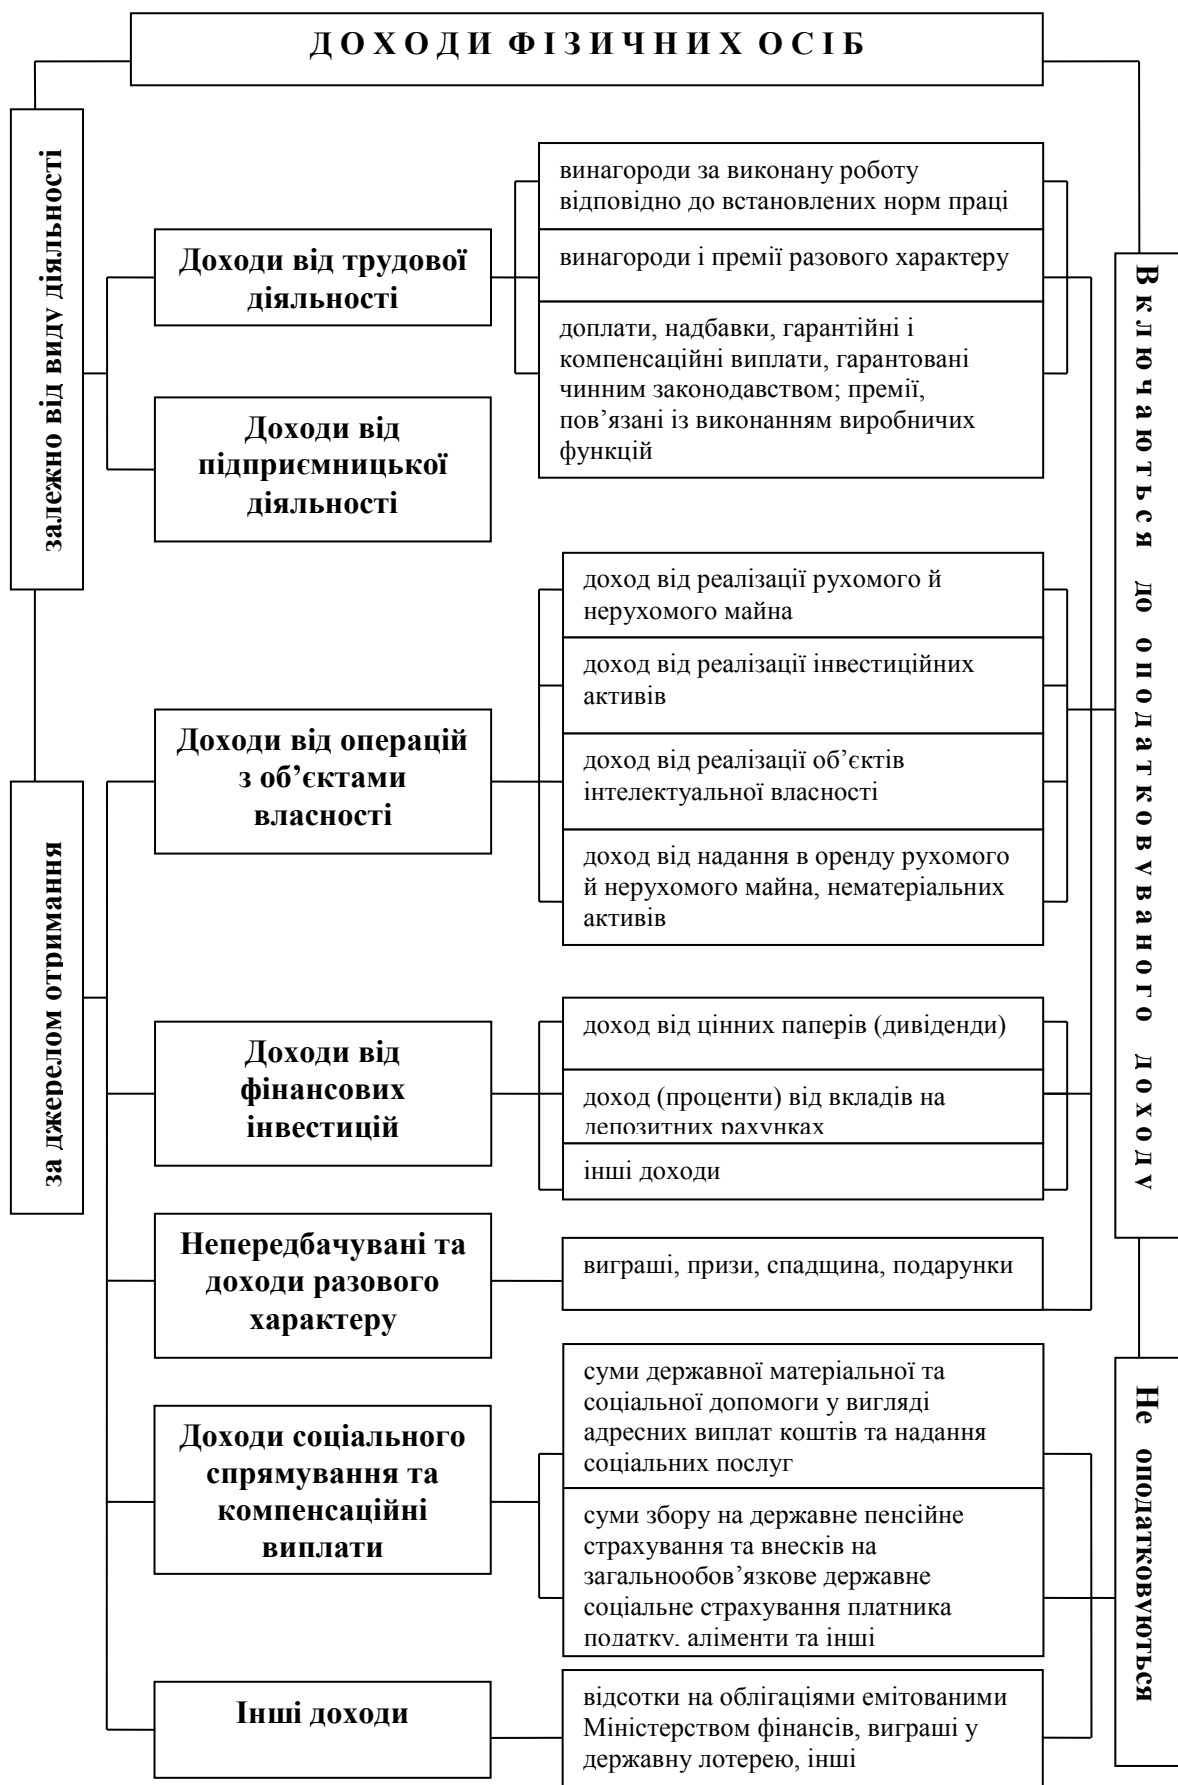 ДОХОДИ ФІЗИЧНИХ ОСІБ
залежно від виду діяльності
Доходи від трудової
діяльності
винагороди за виконану роботу
відповідно до встановлених норм праці
винагороди і премії разового характеру
доплати, надбавки, гарантійні і
компенсаційні виплати, гарантовані
чинним законодавством; премії,
пов’язані із виконанням виробничих
функцій
Доходи від
підприємницької
діяльності
за джерелом отримання
Доходи від операцій
з об’єктами
власності
доход від реалізації рухомого й
нерухомого майна
доход від реалізації інвестиційних
активів
доход від реалізації об’єктів
інтелектуальної власності
доход від надання в оренду рухомого
й нерухомого майна, нематеріальних
активів
Доходи від
фінансових
інвестицій
доход від цінних паперів (дивіденди)
доход (проценти) від вкладів на
депозитних рахунках
інші доходи
Непередбачувані та
доходи разового
характеру
виграші, призи, спадщина, подарунки
Включаються до оподатковуваного доходу
Доходи соціального
спрямування та
компенсаційні
виплати
суми державної матеріальної та
соціальної допомоги у вигляді
адресних виплат коштів та надання
соціальних послуг
суми збору на державне пенсійне
страхування та внесків на
загальнообов’язкове державне
соціальне страхування платника
податку, аліменти та інші
Інші доходи
відсотки на облігаціями емітованими
Міністерством фінансів, виграші у
державну лотерею, інші
Не оподатковуються